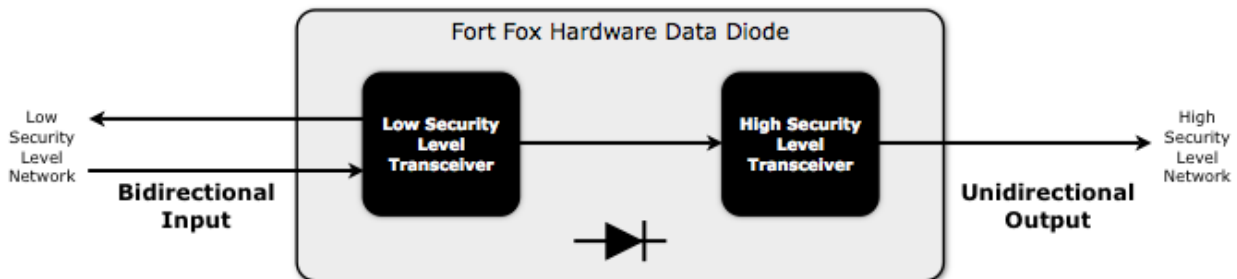 Fort Fox Hardware Data Diode
Low
Security
Level
Network
Bidirectional
Input
Low Security
Level
Transceiver
High Security
Level
Transceiver
High
Security
Level
Network
Unidirectional
Output